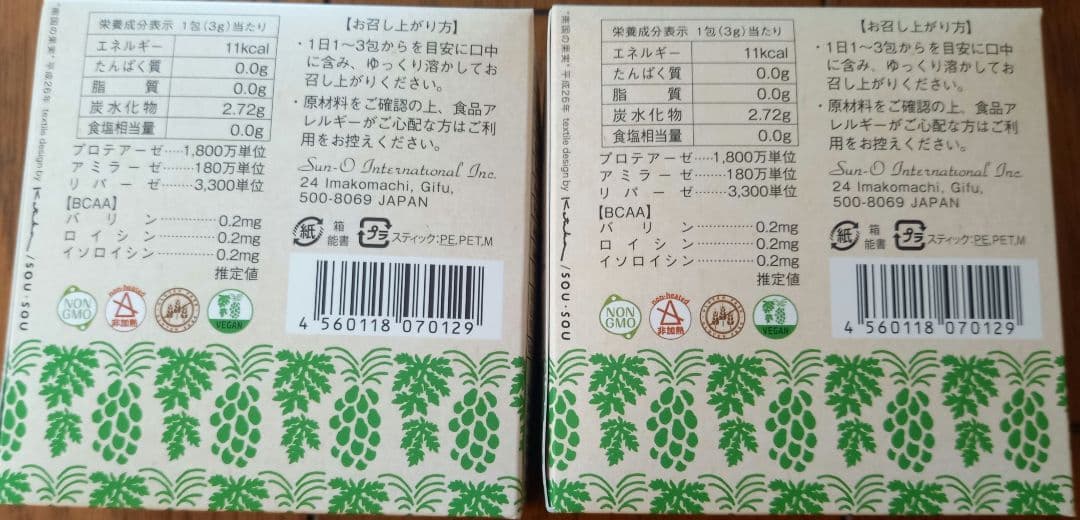 栄養成分表示 1包(3g)当たり
エネルギー 11kcal
たんぱく質 0.0g
脂質 0.0g
炭水化物 2.72g
食塩相当量 0.0g
プロテアーゼ……1,800万単位
アミラーゼ……180万単位
リパーゼ……3,300単位
【BCAA】
バリン…………0.2mg
ロイシン…………0.2mg
イソロイシン…………0.2mg
推定値
NON GMO
non-heated
非加熱
VEGAN
【お召し上がり方】
・1日1〜3包からを目安に口中
に含み、ゆっくり溶かしてお
召し上がりください。
・原材料をご確認の上、食品ア
レルギーがご心配な方はご利
用をお控えください。
Sun-O International Inc.
24 Imakomachi, Gifu,
500-8069 JAPAN
紙 箱 能書 プラ スティック:PE,PET,M
4 560118 070129
"南国の果実" 平成26年 textile design by
/SOU・SOU
栄養成分表示 1包(3g)当たり
エネルギー 11kcal
たんぱく質 0.0g
脂質 0.0g
炭水化物 2.72g
食塩相当量 0.0g
プロテアーゼ……1,800万単位
アミラーゼ……180万単位
リパーゼ……3,300単位
【BCAA】
バリン…………0.2mg
ロイシン…………0.2mg
イソロイシン…………0.2mg
推定値
NON GMO
non-heated
非加熱
VEGAN
【お召し上がり方】
・1日1〜3包からを目安に口中
に含み、ゆっくり溶かしてお
召し上がりください。
・原材料をご確認の上、食品ア
レルギーがご心配な方はご利
用をお控えください。
Sun-O International Inc.
24 Imakomachi, Gifu,
500-8069 JAPAN
紙 箱 能書 プラ スティック:PE,PET,M
4 560118 070129
"南国の果実" 平成26年 textile design by
/SOU・SOU